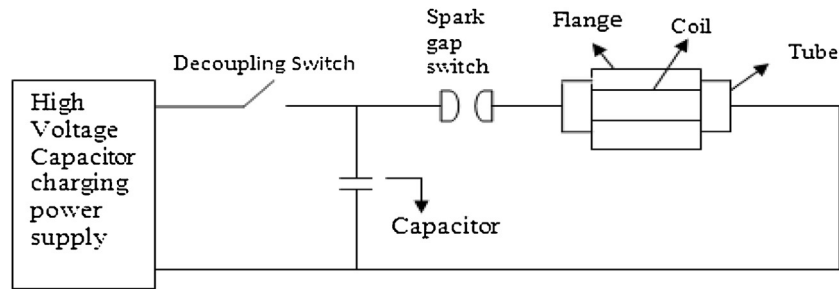 Spark
gap
switch
Flange
Coil
Tube
Decoupling Switch
High
Voltage
Capacitor
charging
power
supply
Capacitor